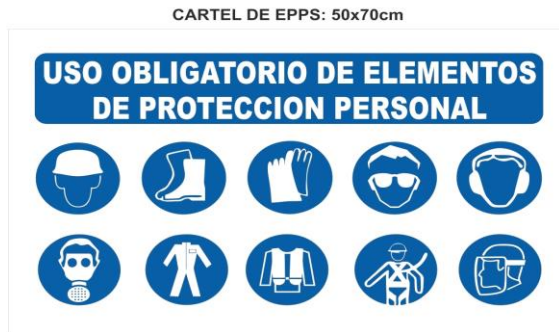 CARTEL DE EPPS: 50x70cm
USO OBLIGATORIO DE ELEMENTOS
DE PROTECCION PERSONAL